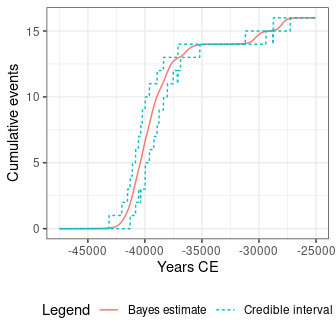 Cumulative events
15
10
5
0
-45000 -40000 -35000 -30000 -25000
Years CE
Legend Bayes estimate Credible interval